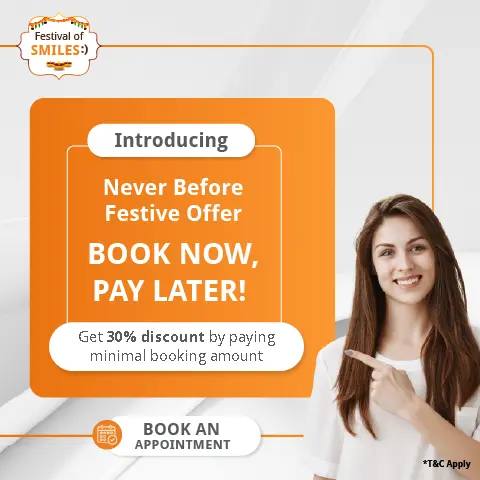 Festival of
SMILES:)
Introducing
Never Before
Festive Offer
BOOK NOW,
PAY LATER!
Get 30% discount by paying
minimal booking amount
BOOK AN
APPOINTMENT
*T&C Apply